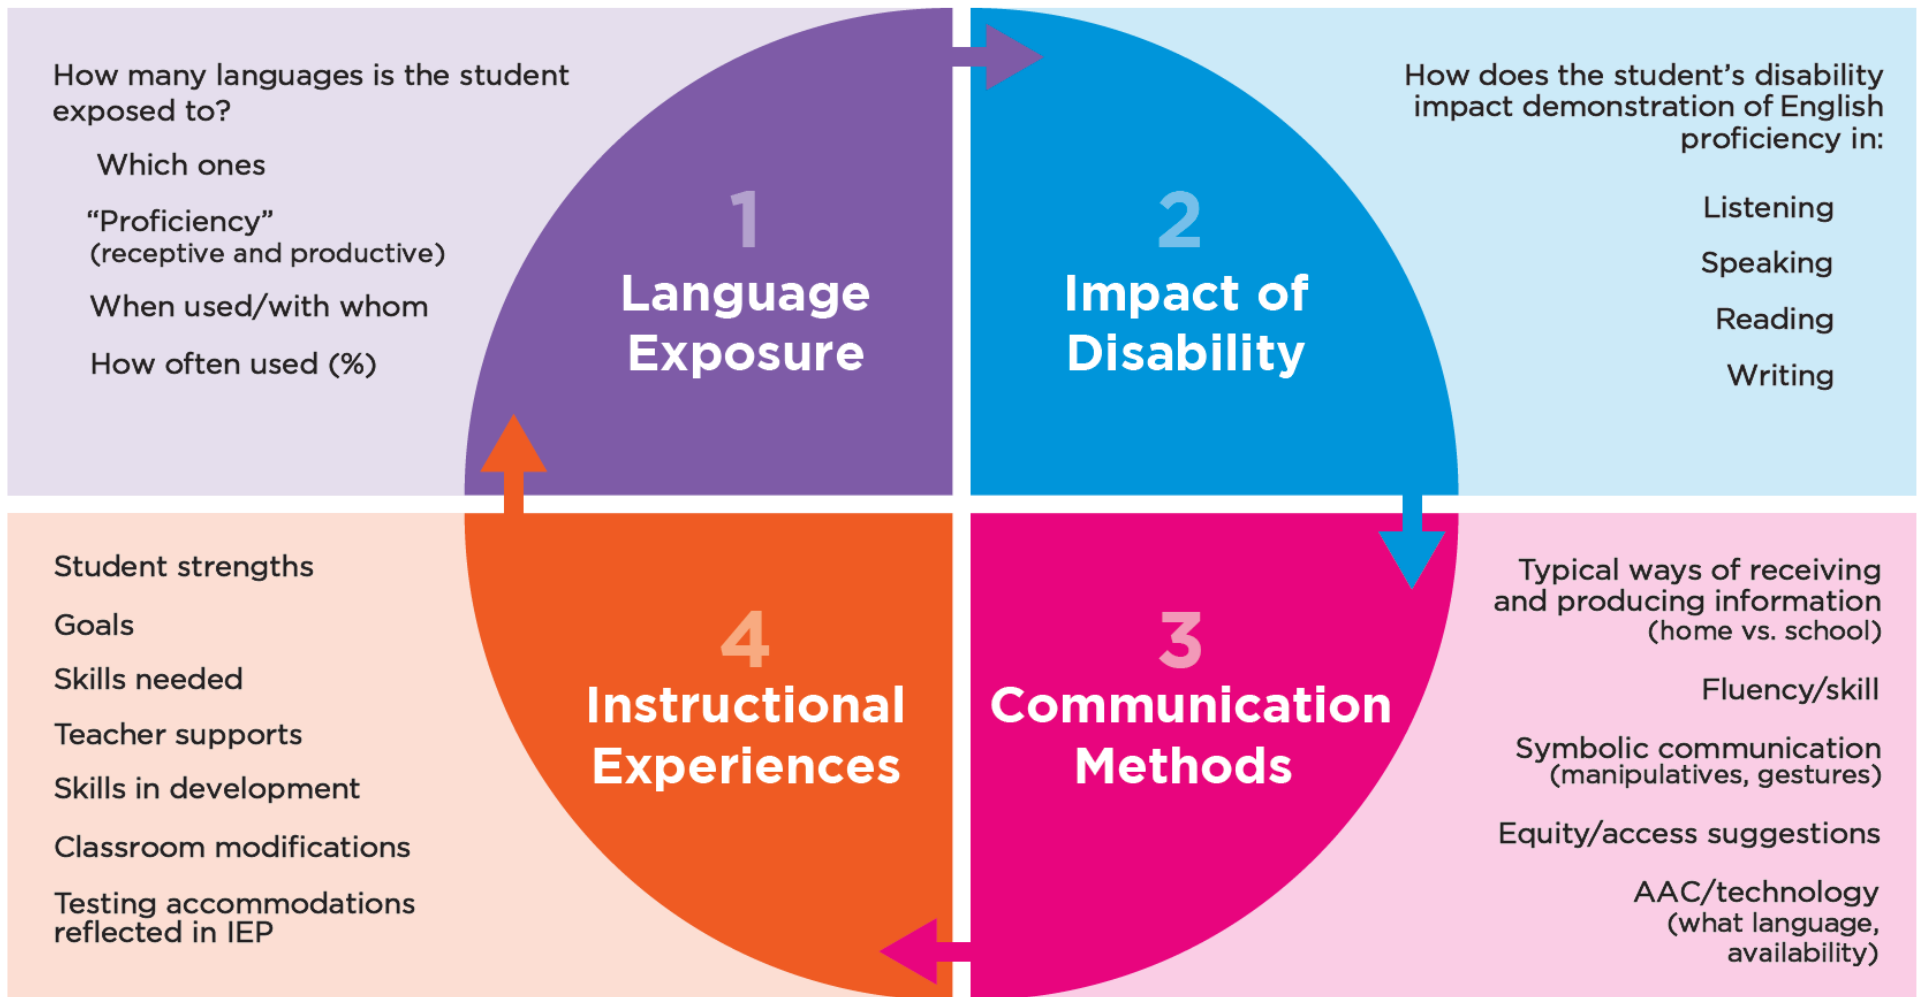 How many languages is the student
exposed to?
Which ones
“Proficiency”
(receptive and productive)
When used/with whom
How often used (%)
1
Language
Exposure
2
Impact of
Disability
How does the student’s disability
impact demonstration of English
proficiency in:
Listening
Speaking
Reading
Writing
Student strengths
Goals
Skills needed
Teacher supports
Skills in development
Classroom modifications
Testing accommodations
reflected in IEP
4
Instructional
Experiences
3
Communication
Methods
Typical ways of receiving
and producing information
(home vs. school)
Fluency/skill
Symbolic communication
(manipulatives, gestures)
Equity/access suggestions
AAC/technology
(what language,
availability)